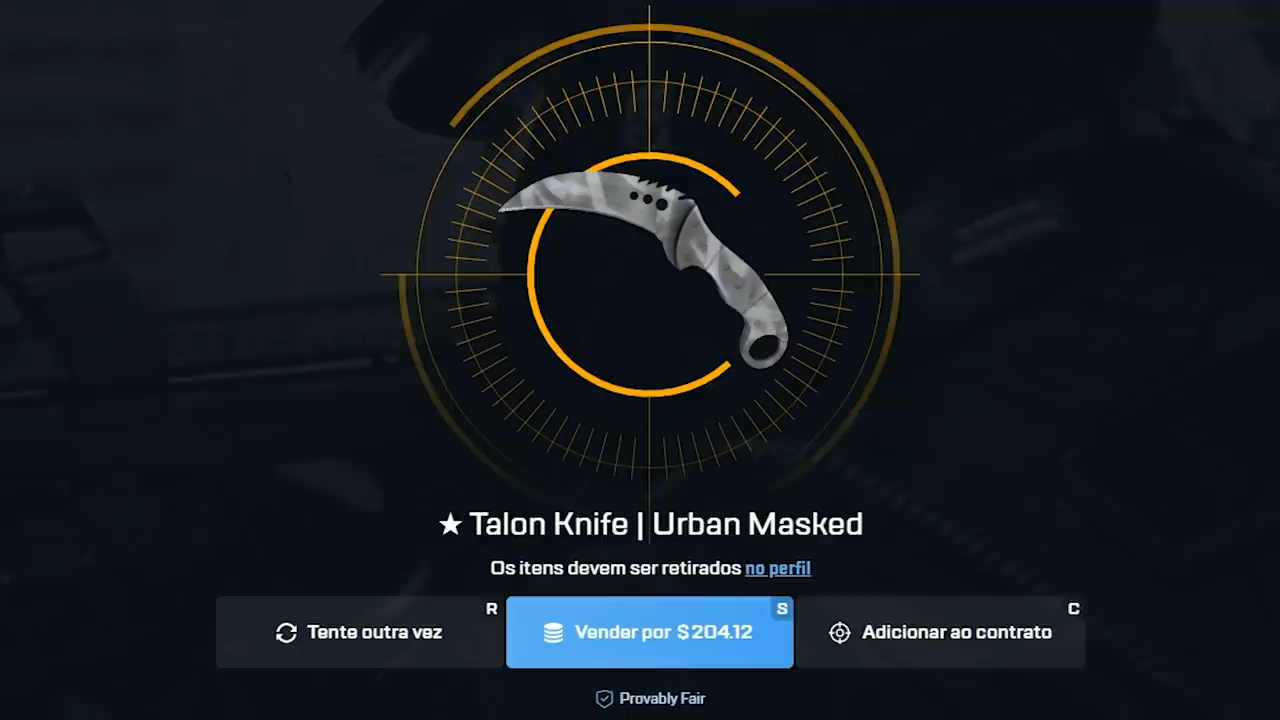 ★ Talon Knife | Urban Masked
Os itens devem ser retirados no perfil
R
Tente outra vez
S
Vender por $204.12
C
Adicionar ao contrato
Provably Fair